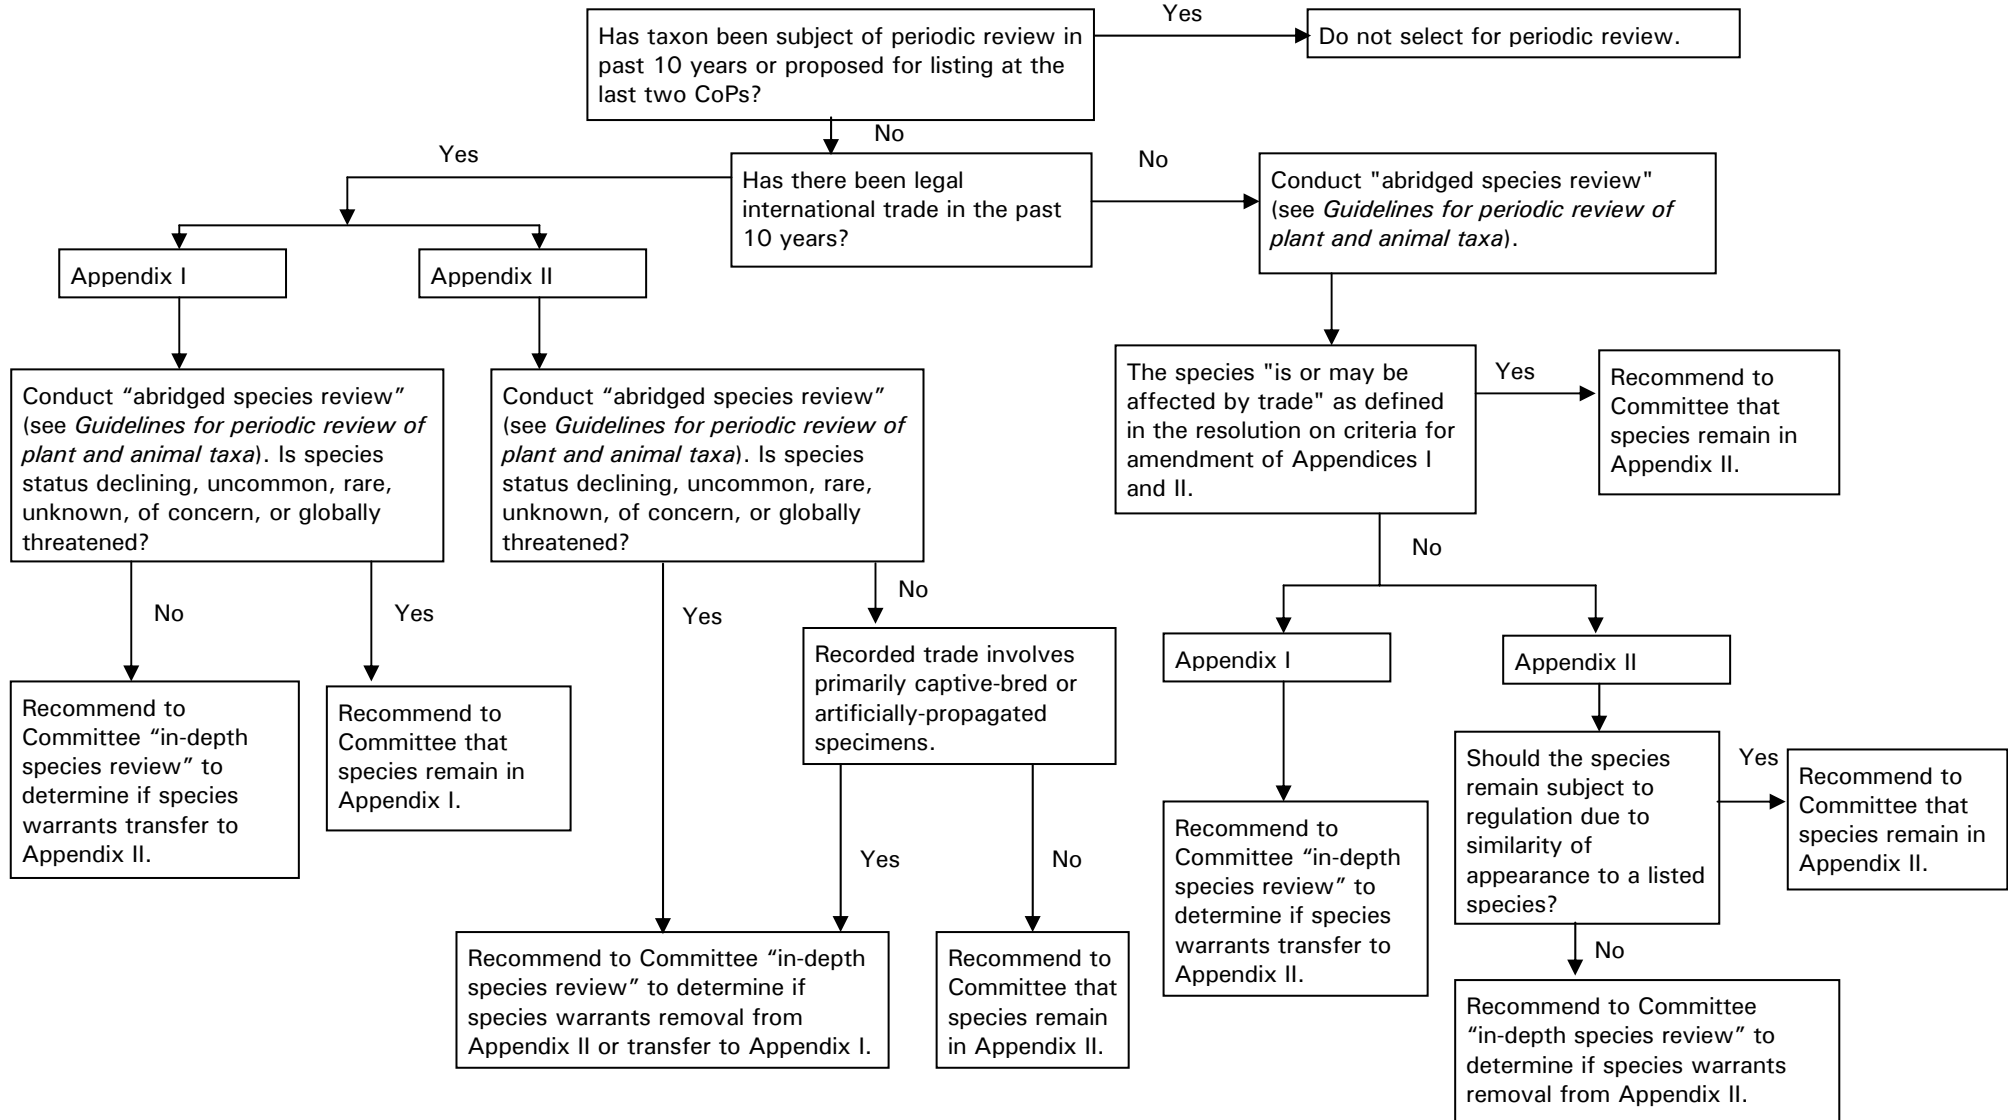 Has taxon been subject of periodic review in
past 10 years or proposed for listing at the
last two CoPs?
Yes
Do not select for periodic review.
No
Yes
Has there been legal
international trade in the past
10 years?
No
Conduct "abridged species review"
(see Guidelines for periodic review of
plant and animal taxa).
Appendix I
Appendix II
Conduct “abridged species review”
(see Guidelines for periodic review of
plant and animal taxa). Is species
status declining, uncommon, rare,
unknown, of concern, or globally
threatened?
Conduct “abridged species review”
(see Guidelines for periodic review of
plant and animal taxa). Is species
status declining, uncommon, rare,
unknown, of concern, or globally
threatened?
The species "is or may be
affected by trade" as defined
in the resolution on criteria for
amendment of Appendices I
and II.
Yes
Recommend to
Committee that
species remain in
Appendix II.
No
Yes
Yes
No
No
Recommend to
Committee “in-depth
species review” to
determine if species
warrants transfer to
Appendix II.
Recommend to
Committee that
species remain in
Appendix I.
Recorded trade involves
primarily captive-bred or
artificially-propagated
specimens.
Appendix I
Appendix II
Yes
No
Recommend to Committee “in-depth
species review” to determine if
species warrants removal from
Appendix II or transfer to Appendix I.
Recommend to
Committee that
species remain
in Appendix II.
Recommend to
Committee “in-depth
species review” to
determine if species
warrants transfer to
Appendix II.
Should the species
remain subject to
regulation due to
similarity of
appearance to a listed
species?
Yes
Recommend to
Committee that
species remain in
Appendix II.
No
Recommend to Committee
“in-depth species review” to
determine if species warrants
removal from Appendix II.